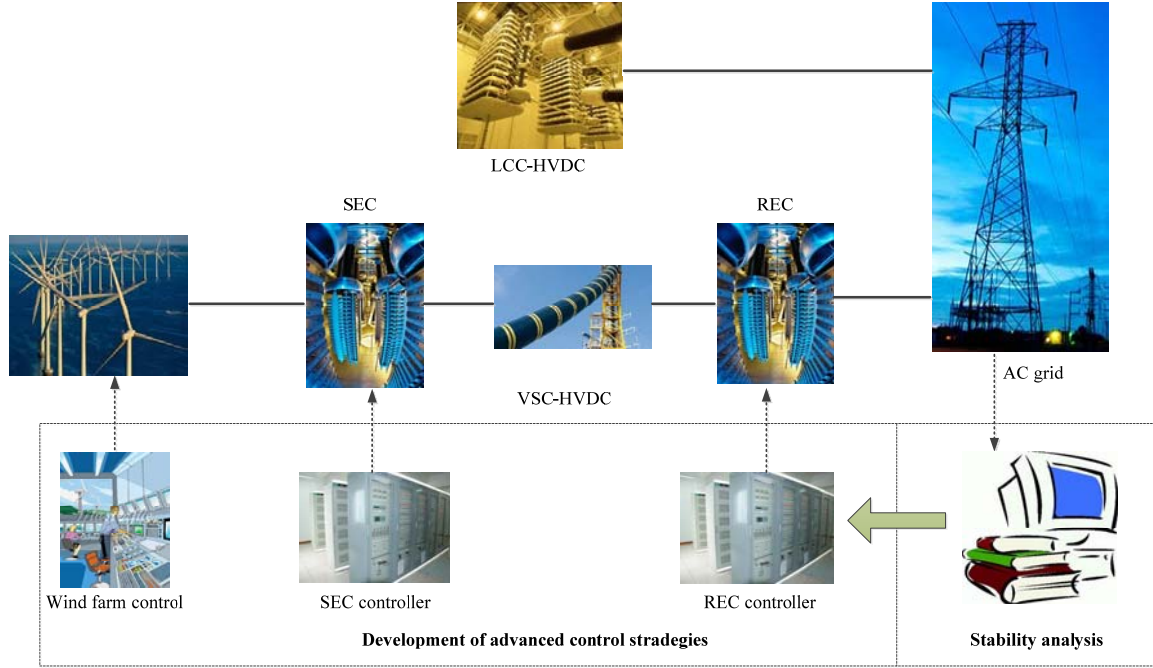 LCC-HVDC
SEC
REC
VSC-HVDC
AC grid
Wind farm control
SEC controller
REC controller
Development of advanced control stradegies
Stability analysis